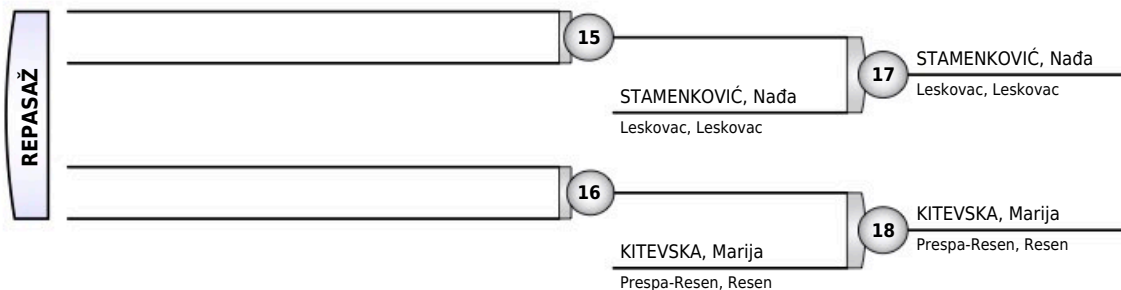 REPASAŽ
15
STAMENKOVIĆ, Nađa
Leskovac, Leskovac
17
STAMENKOVIĆ, Nađa
Leskovac, Leskovac
16
KITEVSKA, Marija
Prespa-Resen, Resen
18
KITEVSKA, Marija
Prespa-Resen, Resen